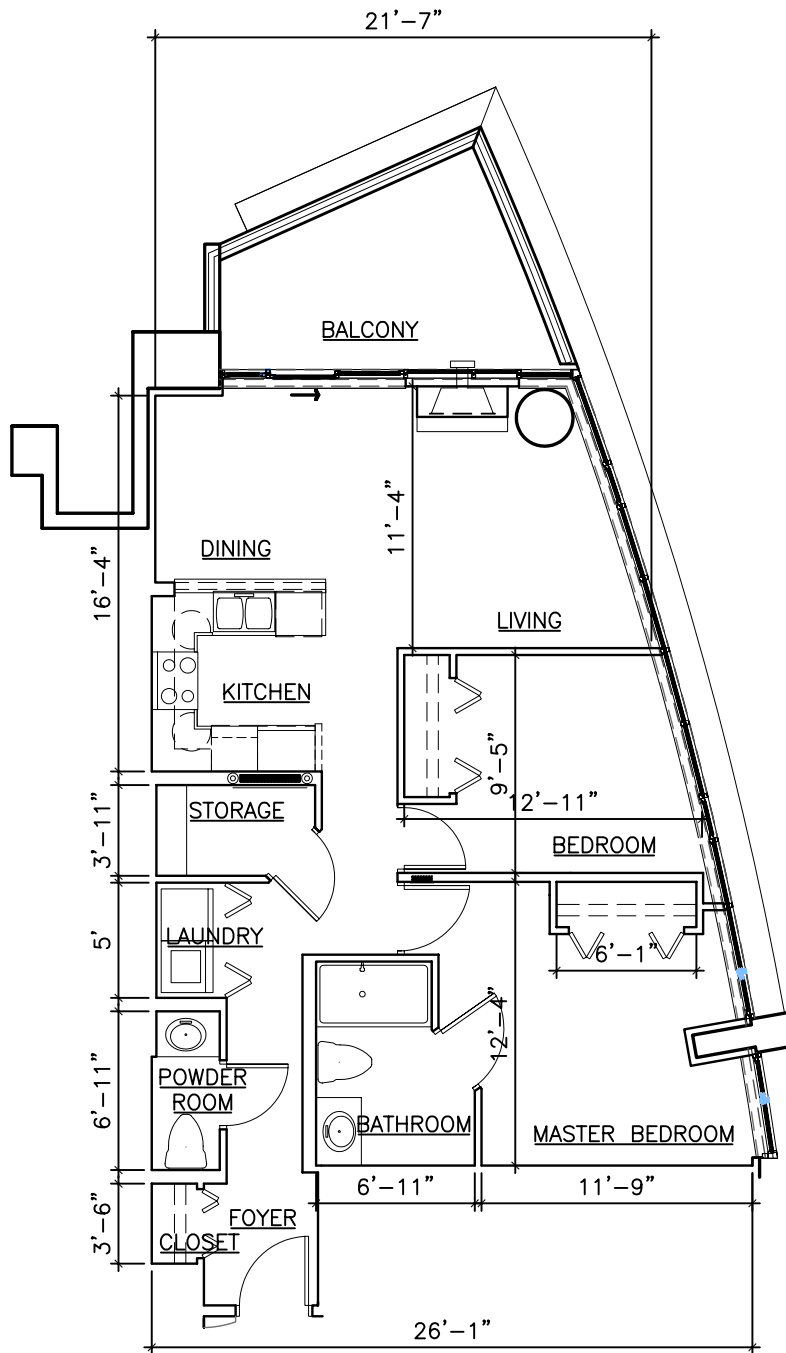 21'-7"
BALCONY
11'-4"
16'-4"
DINING
LIVING
KITCHEN
9'-5"
12'-11"
STORAGE
3'-11"
BEDROOM
LAUNDRY
5'
6'-1"
12'-4"
POWDER
ROOM
6'-11"
BATHROOM
MASTER BEDROOM
6'-11"
11'-9"
FOYER
CLOSET
3'-6"
26'-1"